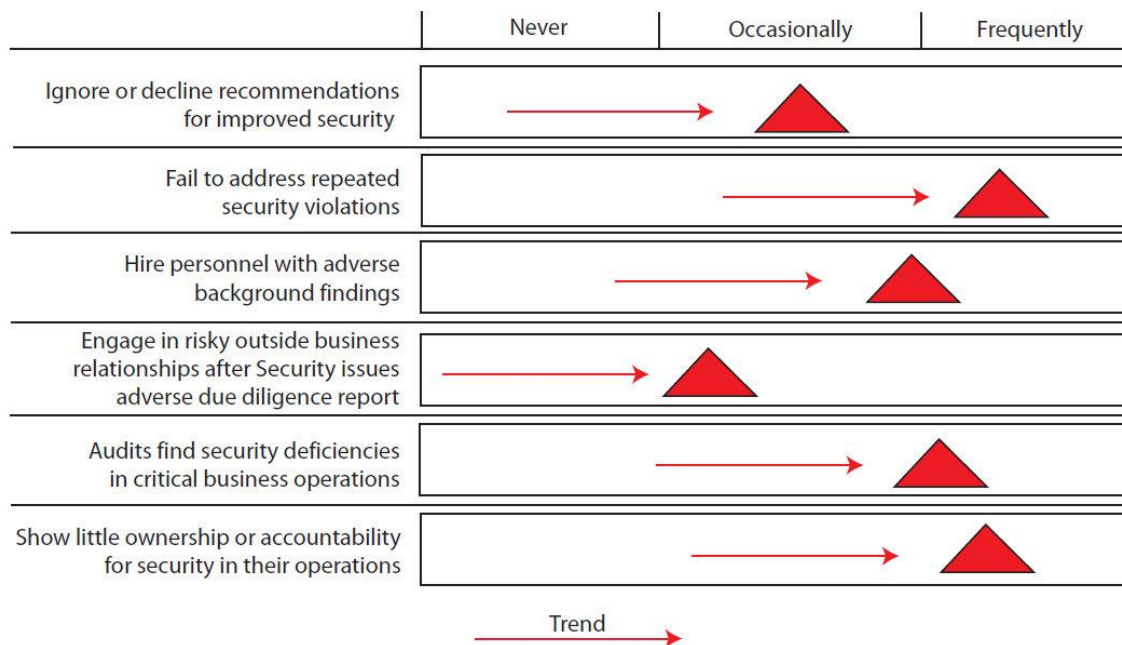 Never Occasionally Frequently
Ignore or decline recommendations
for improved security
Fail to address repeated
security violations
Hire personnel with adverse
background findings
Engage in risky outside business
relationships after Security issues
adverse due diligence report
Audits find security deficiencies
in critical business operations
Show little ownership or accountability
for security in their operations
Trend